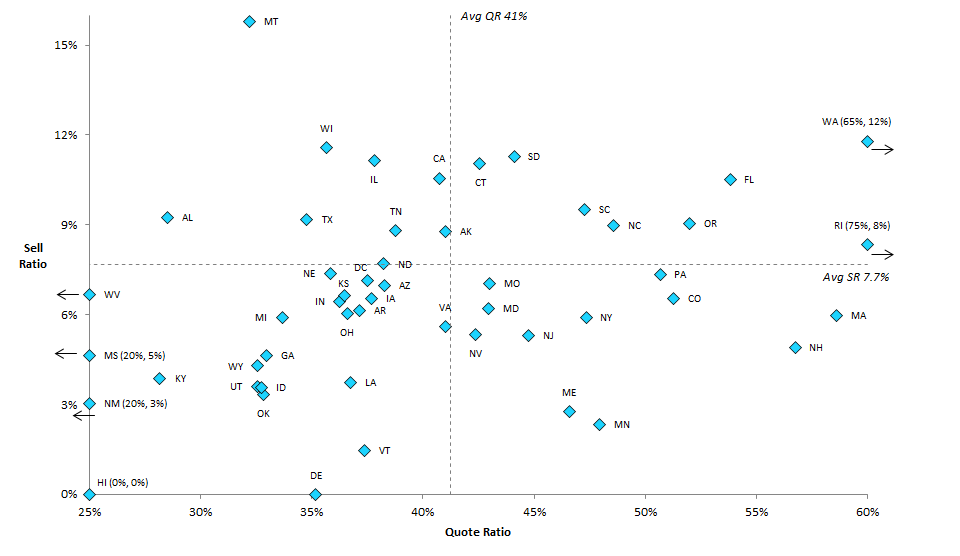 Avg QR 41%
MT
15%
WA (65%, 12%)
12%
WI
CA
SD
IL
CT
FL
SC
AL
TX
TN
NC
OR
9%
AK
RI (75%, 8%)
Sell
Ratio
ND
DC
NE
Avg SR 7.7%
PA
KS
AZ
MO
WV
IN
IA
CO
6%
AR
VA
MD
MI
NY
MA
OH
NJ
NH
NV
MS (20%, 5%)
GA
WY
KY
UT
ID
LA
3%
NM (20%, 3%)
OK
ME
MN
VT
HI (0%, 0%)
DE
0%
25%
30%
35%
40%
45%
50%
55%
60%
Quote Ratio